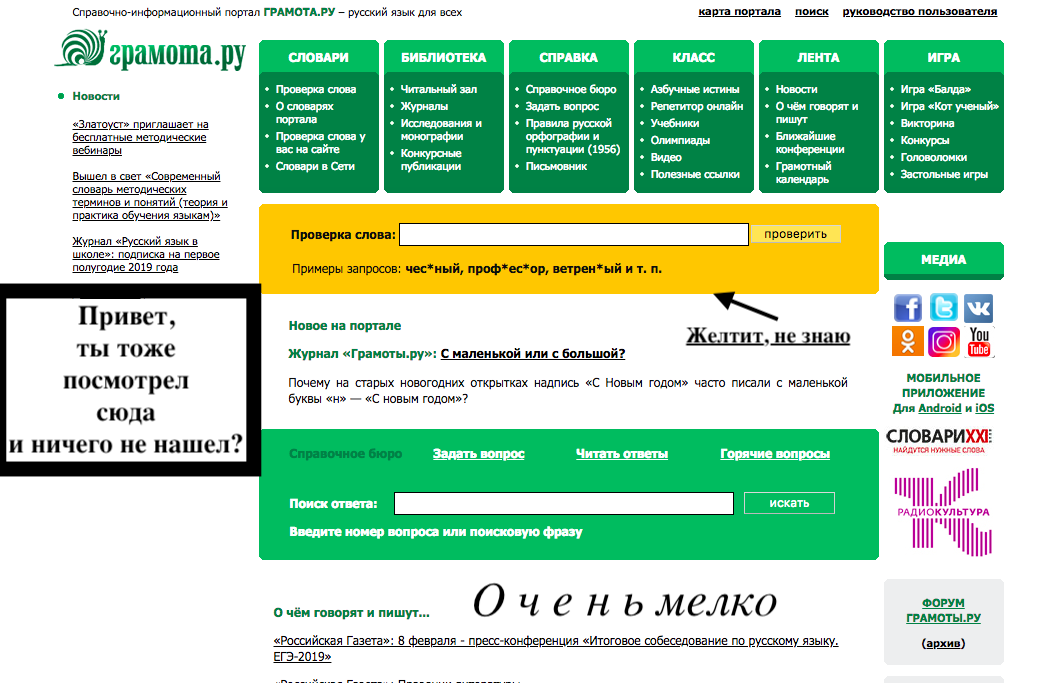 Справочно-информационный портал ГРАМОТА.РУ – русский язык для всех
карта портала поиск руководство пользователя
грамота.ру
Новости
«Златоуст» приглашает на
бесплатные методические
вебинары
Вышел в свет «Современный
словарь методических
терминов и понятий (теория и
практика обучения языкам)»
Журнал «Русский язык в
школе»: подписка на первое
полугодие 2019 года
Привет,
ты тоже
посмотрел
сюда
и ничего не нашел?
СЛОВАРИ
Проверка слова
О словарях
портала
Проверка слова у
вас на сайте
Словари в Сети
БИБЛИОТЕКА
Читальный зал
Журналы
Исследования и
монографии
Конкурсные
публикации
СПРАВКА
Справочное бюро
Задать вопрос
Правила русской
орфографии и
пунктуации (1956)
Письмовник
КЛАСС
Азбучные истины
Репетитор онлайн
Учебники
Олимпиады
Видео
Полезные ссылки
ЛЕНТА
Новости
О чём говорят и
пишут
Ближайшие
конференции
Грамотный
календарь
ИГРА
Игра «Балда»
Игра «Кот ученый»
Викторина
Конкурсы
Головоломки
Застольные игры
Проверка слова: проверить
Примеры запросов: чес*ный, проф*ес*ор, ветрен*ый и т. п.
Желтит, не знаю
Новое на портале
Журнал «Грамоты.ру»: С маленькой или с большой?
Почему на старых новогодних открытках надпись «С Новым годом» часто писали с маленькой
буквы «н» — «С новым годом»?
Справочное бюро Задать вопрос Читать ответы Горячие вопросы
Поиск ответа: искать
Введите номер вопроса или поисковую фразу
О чём говорят и пишут...
О ч е н ь мелко
«Российская Газета»: 8 февраля - пресс-конференция «Итоговое собеседование по русскому языку.
ЕГЭ-2019»
МЕДИА
You
Tube
МОБИЛЬНОЕ
ПРИЛОЖЕНИЕ
Для Android и iOS
СЛОВАРИXXI
НАЙДУТСЯ НУЖНЫЕ СЛОВА
РАДИОКУЛЬТУРА
ФОРУМ
ГРАМОТЫ.РУ
(архив)